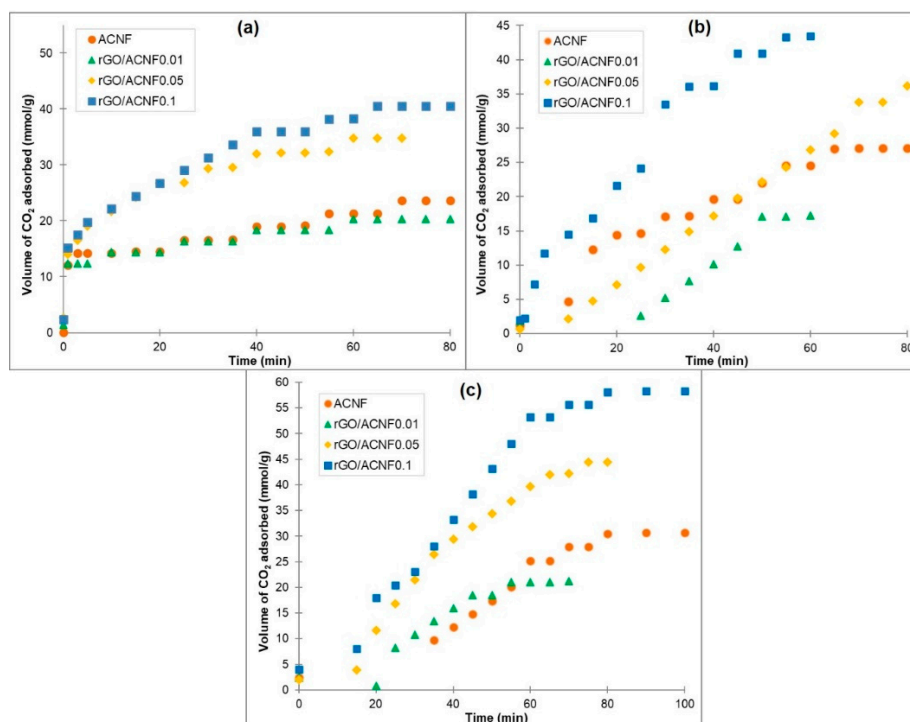 (a)
ACNF
rGO/ACNF0.01
rGO/ACNF0.05
rGO/ACNF0.1
Volume of CO₂ adsorbed (mmol/g)
50
40
30
20
10
0
0 20 40 60 80
Time (min)
(b)
ACNF
rGO/ACNF0.01
rGO/ACNF0.05
rGO/ACNF0.1
Volume of CO₂ adsorbed (mmol/g)
45
40
35
30
25
20
15
10
5
0
0 20 40 60 80
Time (min)
(c)
ACNF
rGO/ACNF0.01
rGO/ACNF0.05
rGO/ACNF0.1
Volume of CO₂ adsorbed (mmol/g)
60
55
50
45
40
35
30
25
20
15
10
5
0
0 20 40 60 80 100
Time (min)